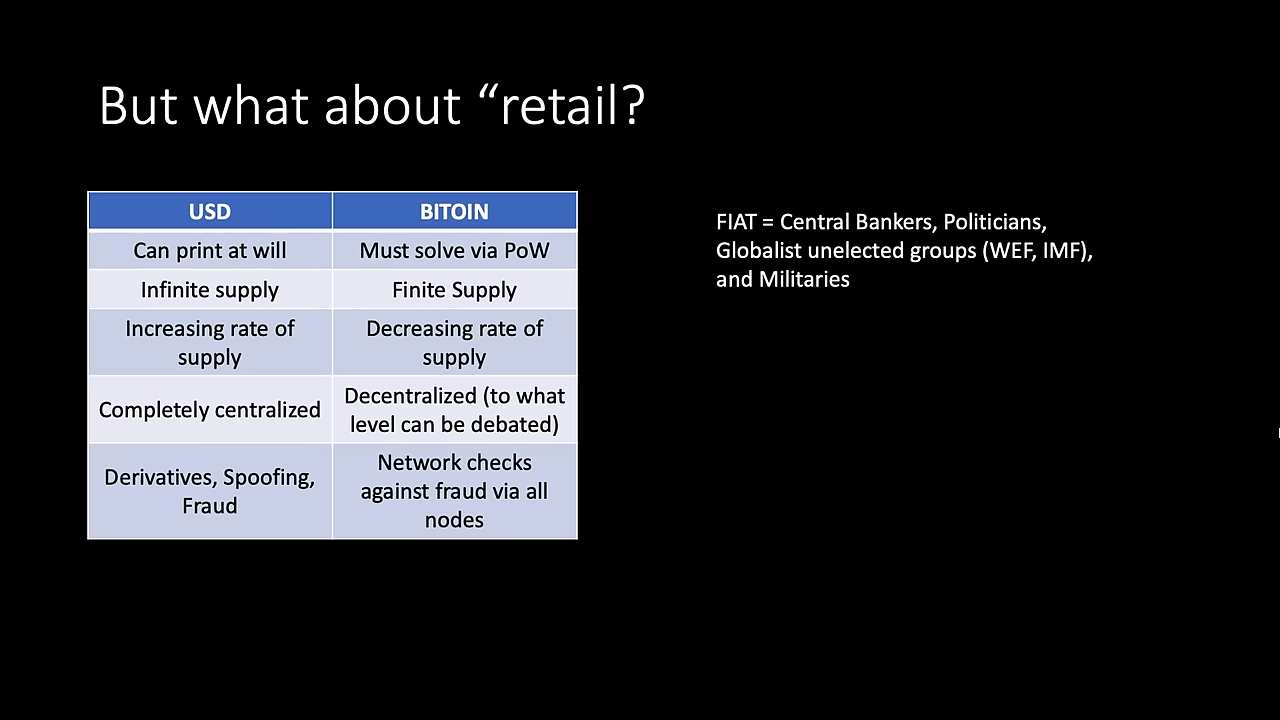 But what about “retail?
USD
BITOIN
Can print at will
Must solve via PoW
Infinite supply
Finite Supply
Increasing rate of
supply
Decreasing rate of
supply
Completely centralized
Decentralized (to what
level can be debated)
Derivatives, Spoofing,
Fraud
Network checks
against fraud via all
nodes
FIAT = Central Bankers, Politicians,
Globalist unelected groups (WEF, IMF),
and Militaries